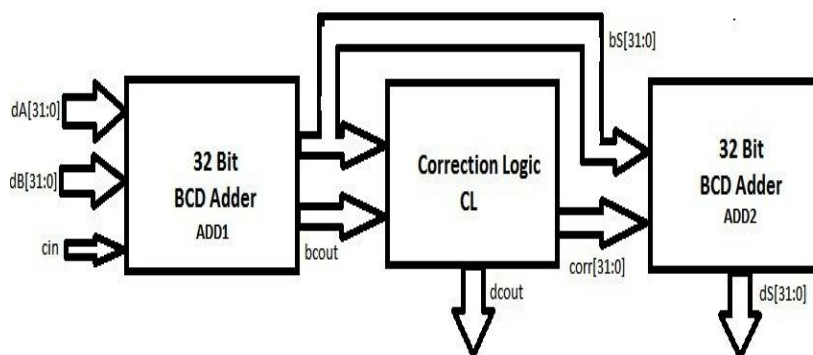 bS[31:0]
dA[31:0]
dB[31:0]
cin
32 Bit
BCD Adder
ADD1
bcout
Correction Logic
CL
dcout
corr[31:0]
32 Bit
BCD Adder
ADD2
dS[31:0]